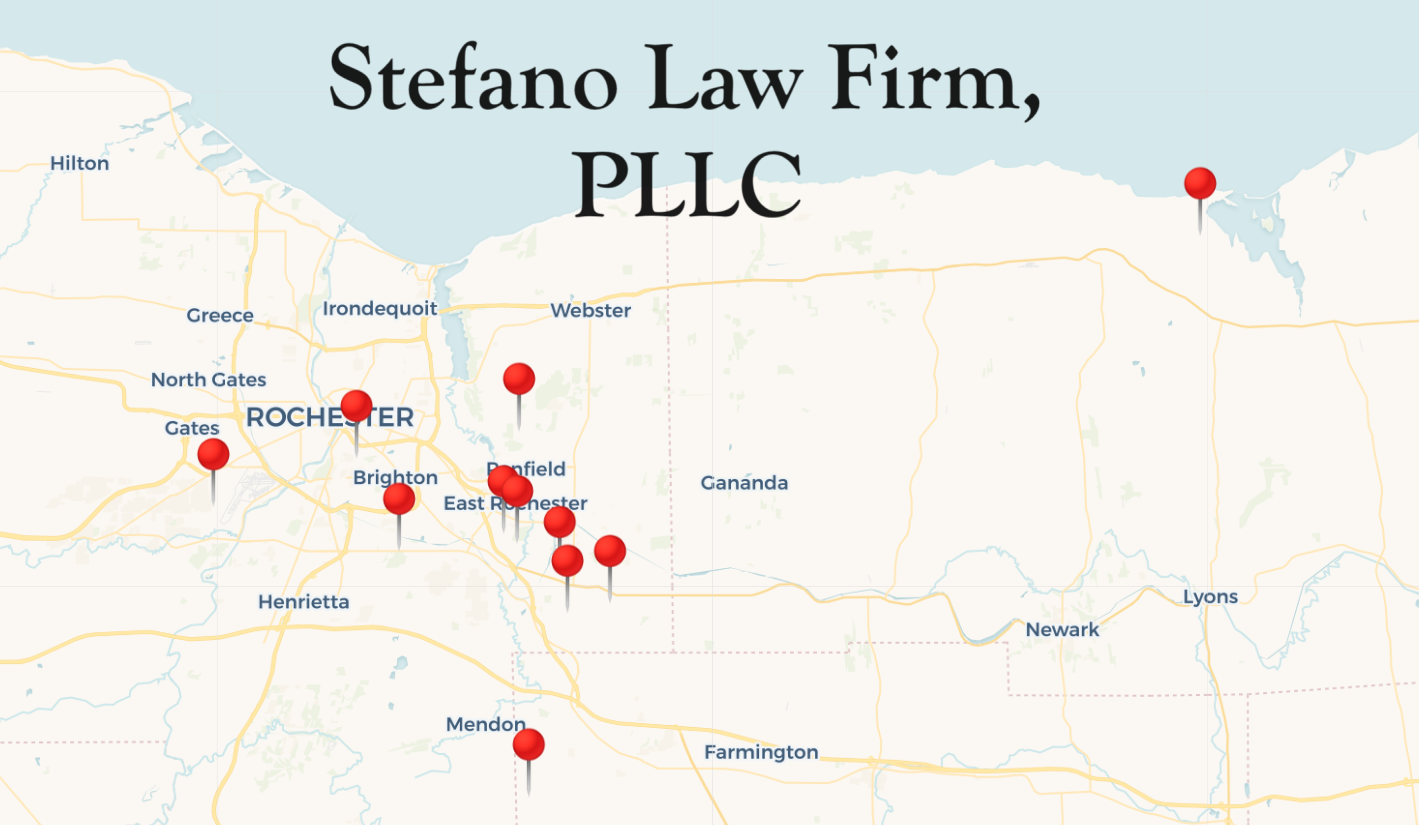 Stefano Law Firm,
PLLC
Hilton
Greece
Irondequoit
Webster
North Gates
ROCHESTER
Gates
Brighton
Penfield
East Rochester
Gananda
Henrietta
Lyons
Newark
Mendon
Farmington